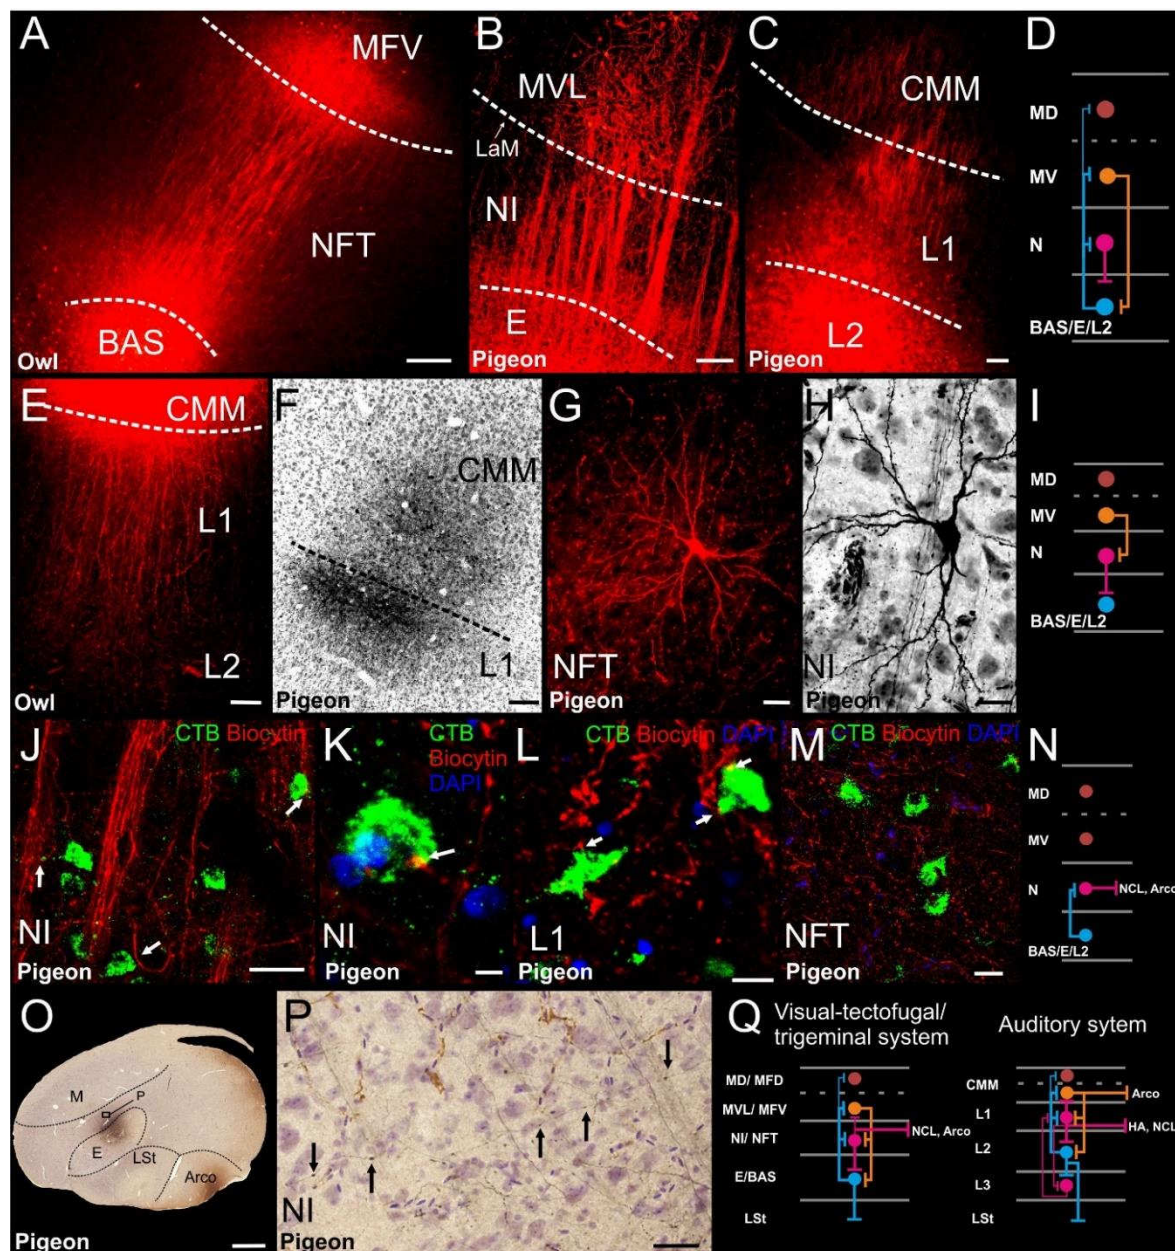 A
MFV
NFT
BAS
Owl
B
MVL
LaM
NI
E
Pigeon
C
CMM
L1
L2
Pigeon
D
MD
MV
N
BAS/E/L2
E
CMM
L1
L2
Owl
F
CMM
L1
Pigeon
G
NFT
Pigeon
H
NI
Pigeon
I
MD
MV
N
BAS/E/L2
J
CTB Biocytin
NI
Pigeon
K
CTB
Biocytin
DAPI
NI
Pigeon
L
CTB Biocytin DAPI
L1
Pigeon
M
CTB Biocytin DAPI
NFT
Pigeon
N
MD
MV
N
NCL, Arco
BAS/E/L2
O
M
P
E
LSt
Arco
Pigeon
P
NI
Pigeon
Q
Visual-tectofugal/
trigeminal system
MD/ MFD
MVL/ MFV
NCL, Arco
NI/ NFT
E/BAS
LSt
Auditory sytem
CMM
Arco
L1
HA, NCL
L2
L3
LSt